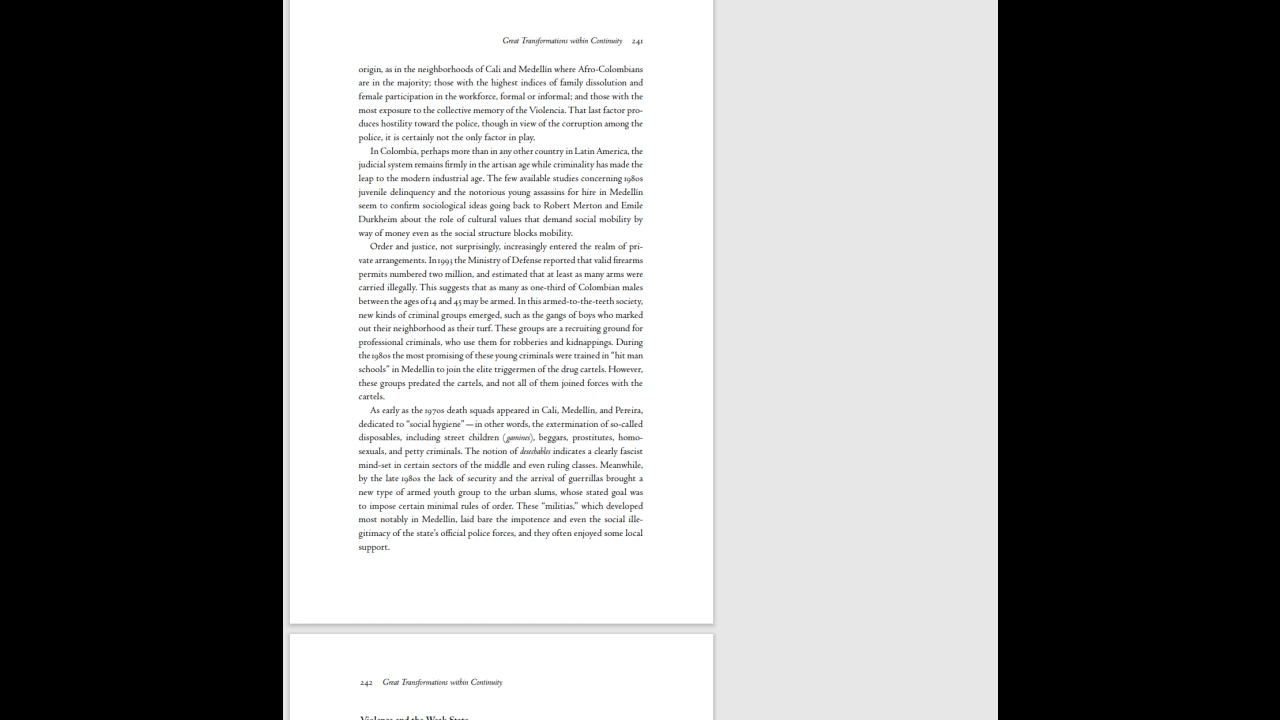 Great Transformations within Continuity 241
origin, as in the neighborhoods of Cali and Medellín where Afro-Colombians
are in the majority; those with the highest indices of family dissolution and
female participation in the workforce, formal or informal; and those with the
most exposure to the collective memory of the Violencia. That last factor pro-
duces hostility toward the police, though in view of the corruption among the
police, it is certainly not the only factor in play.
In Colombia, perhaps more than in any other country in Latin America, the
judicial system remains firmly in the artisan age while criminality has made the
leap to the modern industrial age. The few available studies concerning 1980s
juvenile delinquency and the notorious young assassins for hire in Medellín
seem to confirm sociological ideas going back to Robert Merton and Emile
Durkheim about the role of cultural values that demand social mobility by
way of money even as the social structure blocks mobility.
Order and justice, not surprisingly, increasingly entered the realm of pri-
vate arrangements. In 1993 the Ministry of Defense reported that valid firearms
permits numbered two million, and estimated that at least as many arms were
carried illegally. This suggests that as many as one-third of Colombian males
between the ages of 14 and 45 may be armed. In this armed-to-the-teeth society,
new kinds of criminal groups emerged, such as the gangs of boys who marked
out their neighborhood as their turf. These groups are a recruiting ground for
professional criminals, who use them for robberies and kidnappings. During
the 1980s the most promising of these young criminals were trained in “hit man
schools” in Medellín to join the elite triggermen of the drug cartels. However,
these groups predated the cartels, and not all of them joined forces with the
cartels.
As early as the 1970s death squads appeared in Cali, Medellín, and Pereira,
dedicated to “social hygiene”—in other words, the extermination of so-called
disposables, including street children (gamines), beggars, prostitutes, homo-
sexuals, and petty criminals. The notion of desechables indicates a clearly fascist
mind-set in certain sectors of the middle and even ruling classes. Meanwhile,
by the late 1980s the lack of security and the arrival of guerrillas brought a
new type of armed youth group to the urban slums, whose stated goal was
to impose certain minimal rules of order. These “militias,” which developed
most notably in Medellín, laid bare the impotence and even the social ille-
gitimacy of the state’s official police forces, and they often enjoyed some local
support.
242 Great Transformations within Continuity
Violence and the Weak State